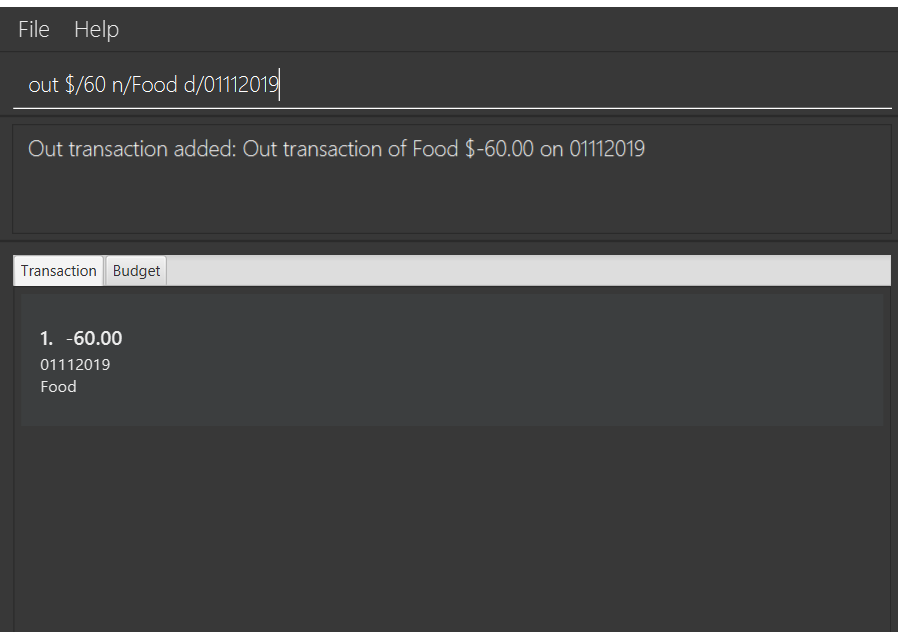 File Help
out $/60 n/Food d/01112019
Out transaction added: Out transaction of Food $-60.00 on 01112019
Transaction Budget
1. -60.00
01112019
Food